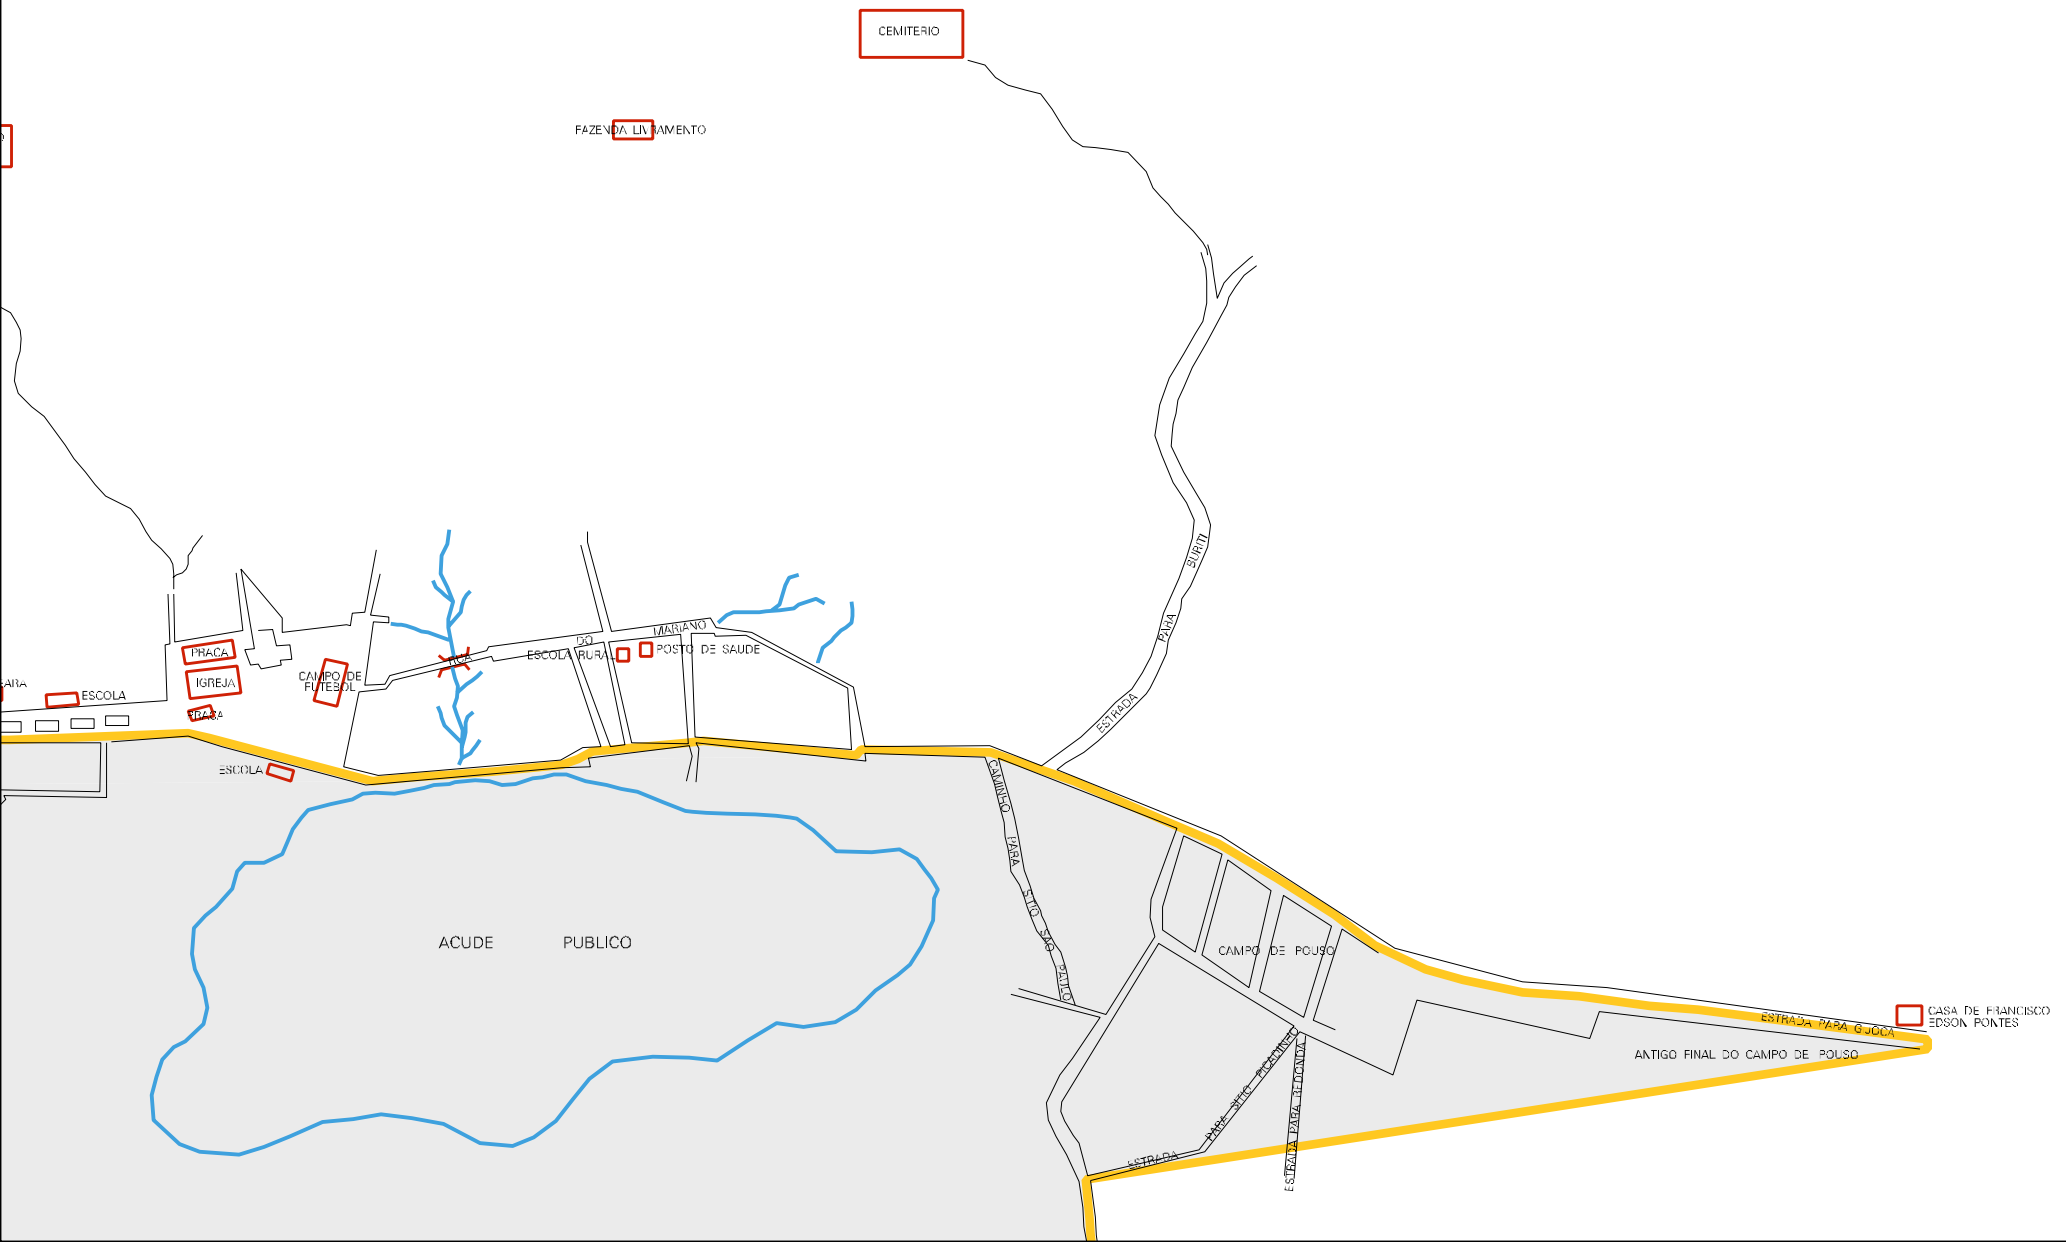 CEMITERIO
FAZENDA LIVRAMENTO
SURITI
PARA
ESTRADA
DO
MARIANO
ESCOLA RURAL
POSTO DE SAUDE
PRACA
IGREJA
CAMPO DE
FUTEBOL
ESCOLA
PRACA
ESCOLA
CAMINHO PARA SITIO SAO PAULO
ACUDE PUBLICO
CAMPO DE POUSO
CASA DE FRANCISCO
EDSON PONTES
ESTRADA PARA GIJOCA
ANTIGO FINAL DO CAMPO DE POUSO
ESTRADA PARA SITIO PICADINHO
ESTRADA PARA REDONDA